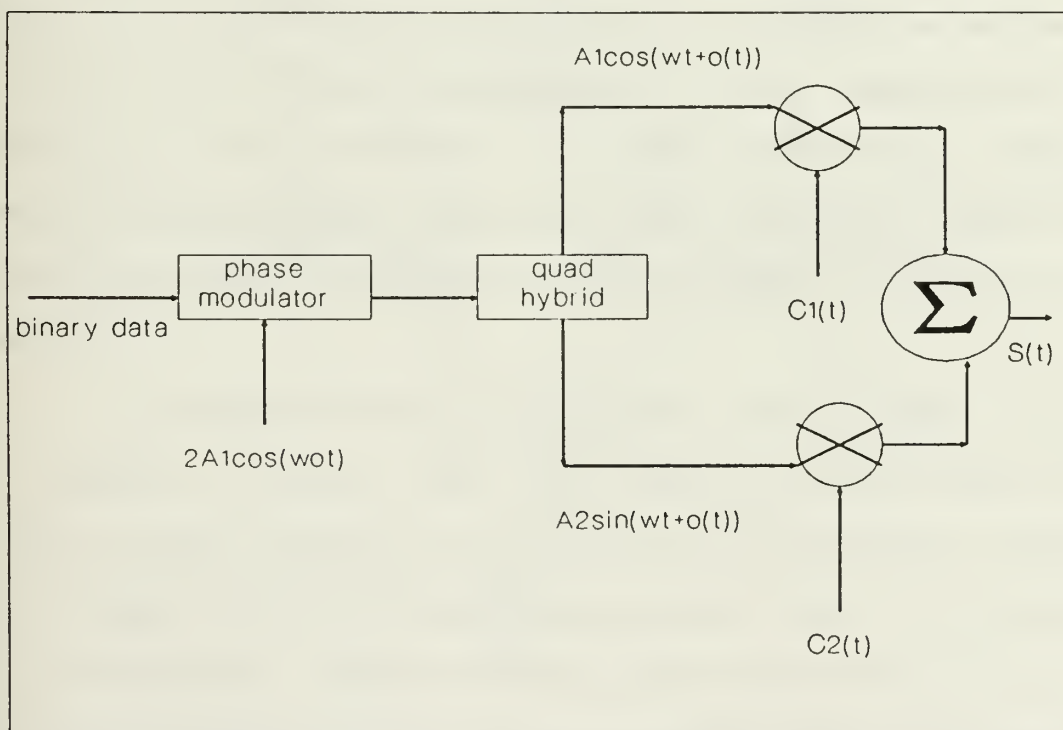 A1cos(wt+o(t))
phase
modulator
quad
hybrid
binary data
C1(t)
Σ
S(t)
2A1cos(wot)
A2sin(wt+o(t))
C2(t)